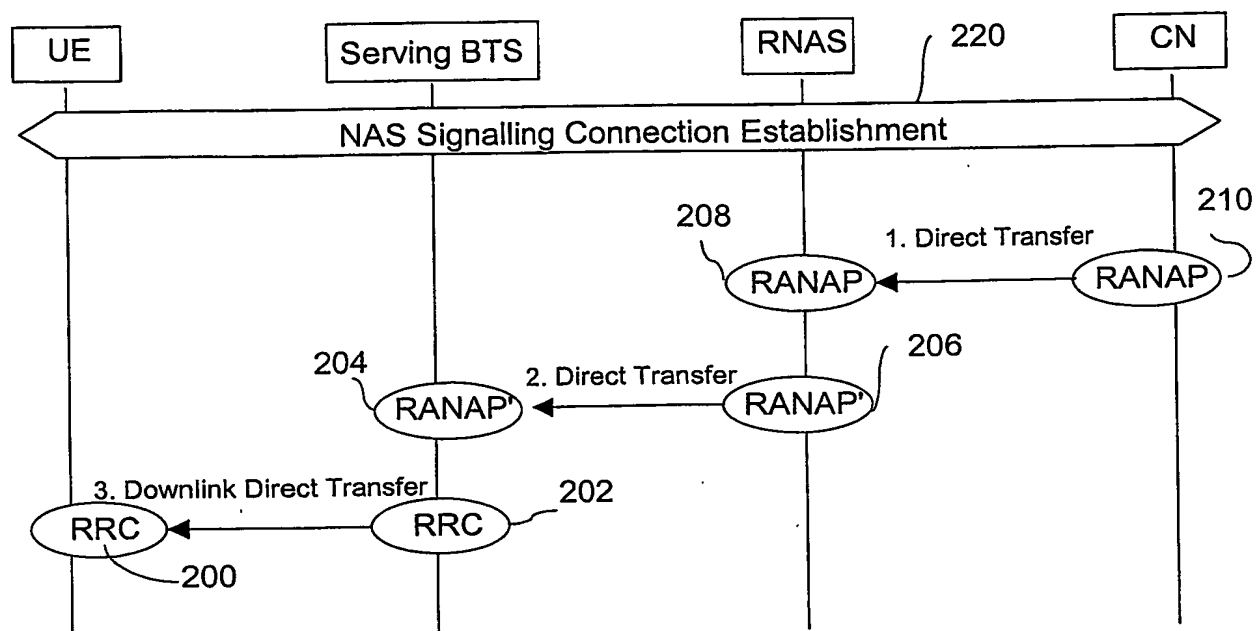 UE
Serving BTS
RNAS
220
CN
NAS Signalling Connection Establishment
210
208
1. Direct Transfer
RANAP
RANAP
206
204
2. Direct Transfer
RANAP'
RANAP'
3. Downlink Direct Transfer
202
RRC
RRC
200